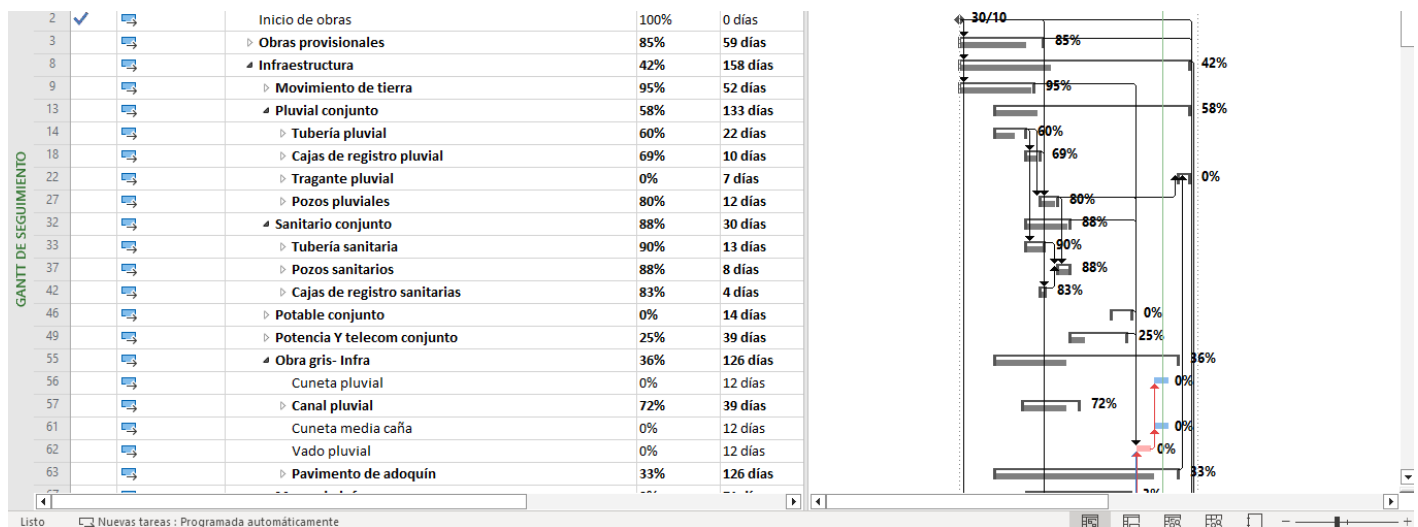 2 Inicio de obras 100% 0 días 30/10
3 Obras provisionales 85% 59 días 85%
8 Infraestructura 42% 158 días 42%
9 Movimiento de tierra 95% 52 días 95%
13 Pluvial conjunto 58% 133 días 58%
14 Tubería pluvial 60% 22 días 60%
18 Cajas de registro pluvial 69% 10 días 69%
22 Tragante pluvial 0% 7 días 0%
27 Pozos pluviales 80% 12 días 80%
32 Sanitario conjunto 88% 30 días 88%
33 Tubería sanitaria 90% 13 días 90%
37 Pozos sanitarios 88% 8 días 88%
42 Cajas de registro sanitarias 83% 4 días 83%
46 Potable conjunto 0% 14 días 0%
49 Potencia Y telecom conjunto 25% 39 días 25%
55 Obra gris- Infra 36% 126 días 36%
56 Cuneta pluvial 0% 12 días 0%
57 Canal pluvial 72% 39 días 72%
61 Cuneta media caña 0% 12 días 0%
62 Vado pluvial 0% 12 días 0%
63 Pavimento de adoquín 33% 126 días 33%
GANTT DE SEGUIMIENTO
Listo Nuevas tareas : Programada automáticamente